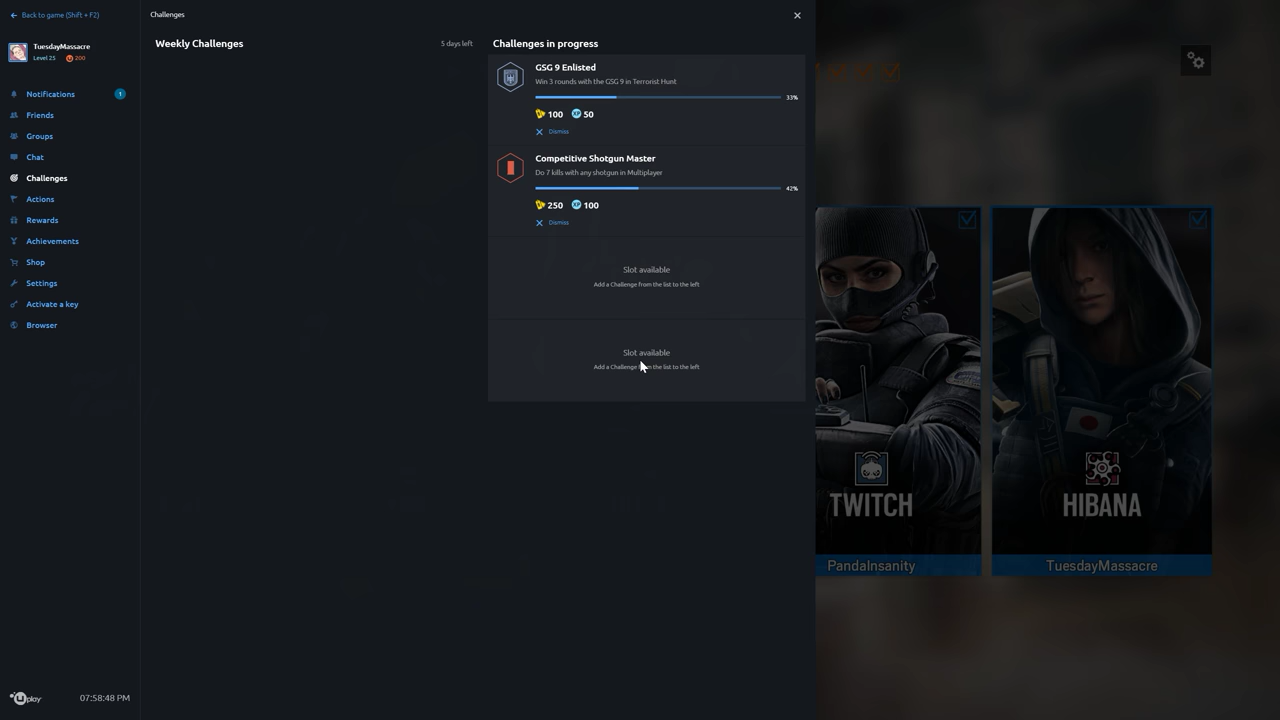 Back to game (Shift + F2)
TuesdayMassacre
Level 25 200
Notifications 1
Friends
Groups
Chat
Challenges
Actions
Rewards
Achievements
Shop
Settings
Activate a key
Browser
uplay 07:58:48 PM
Challenges
Weekly Challenges 5 days left
Challenges in progress
GSG 9 Enlisted
Win 3 rounds with the GSG 9 in Terrorist Hunt
33%
100 XP 50
Dismiss
Competitive Shotgun Master
Do 7 kills with any shotgun in Multiplayer
42%
250 XP 100
Dismiss
Slot available
Add a Challenge from the list to the left
Slot available
Add a Challenge from the list to the left
TWITCH
PandaInsanity
HIBANA
TuesdayMassacre